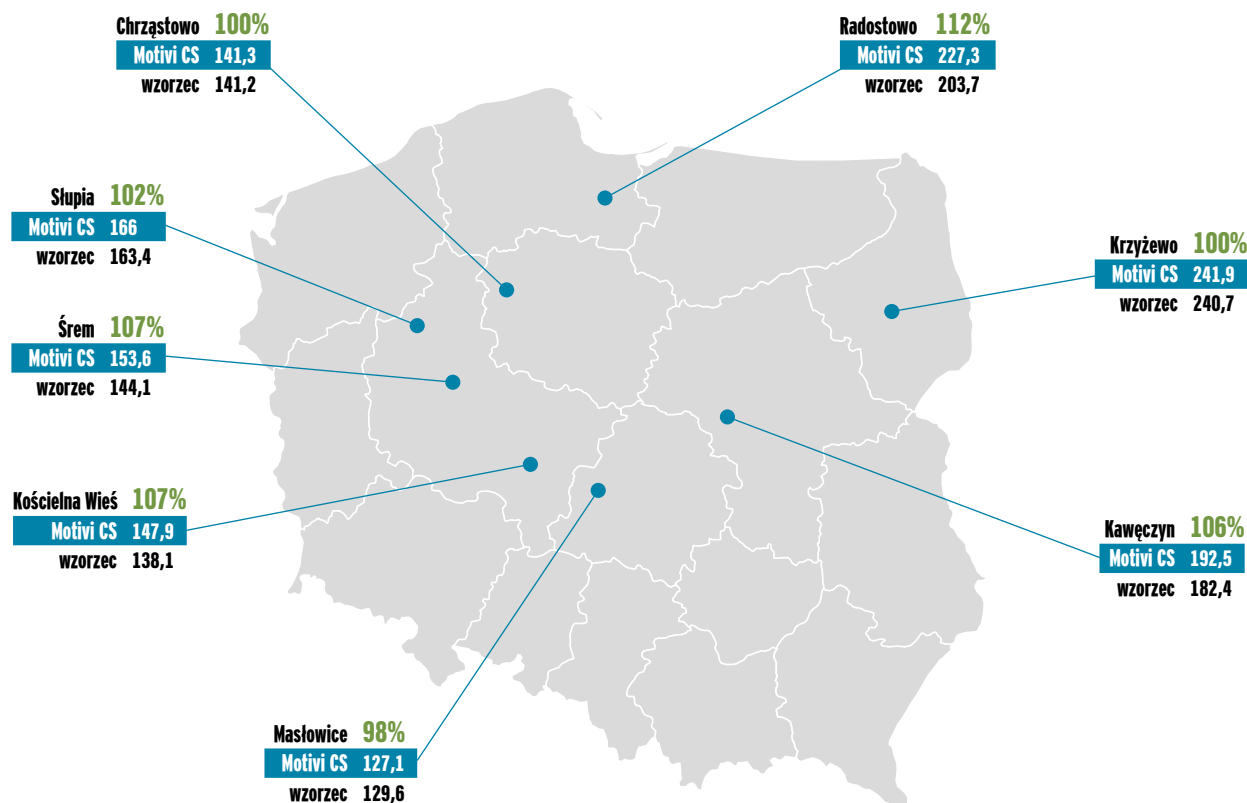 Chrząstowo 100%
Motivi CS 141,3
wzorzec 141,2
Radostowo 112%
Motivi CS 227,3
wzorzec 203,7
Słupia 102%
Motivi CS 166
wzorzec 163,4
Krzyżewo 100%
Motivi CS 241,9
wzorzec 240,7
Śrem 107%
Motivi CS 153,6
wzorzec 144,1
Kościelna Wieś 107%
Motivi CS 147,9
wzorzec 138,1
Kawęczyn 106%
Motivi CS 192,5
wzorzec 182,4
Masłowice 98%
Motivi CS 127,1
wzorzec 129,6